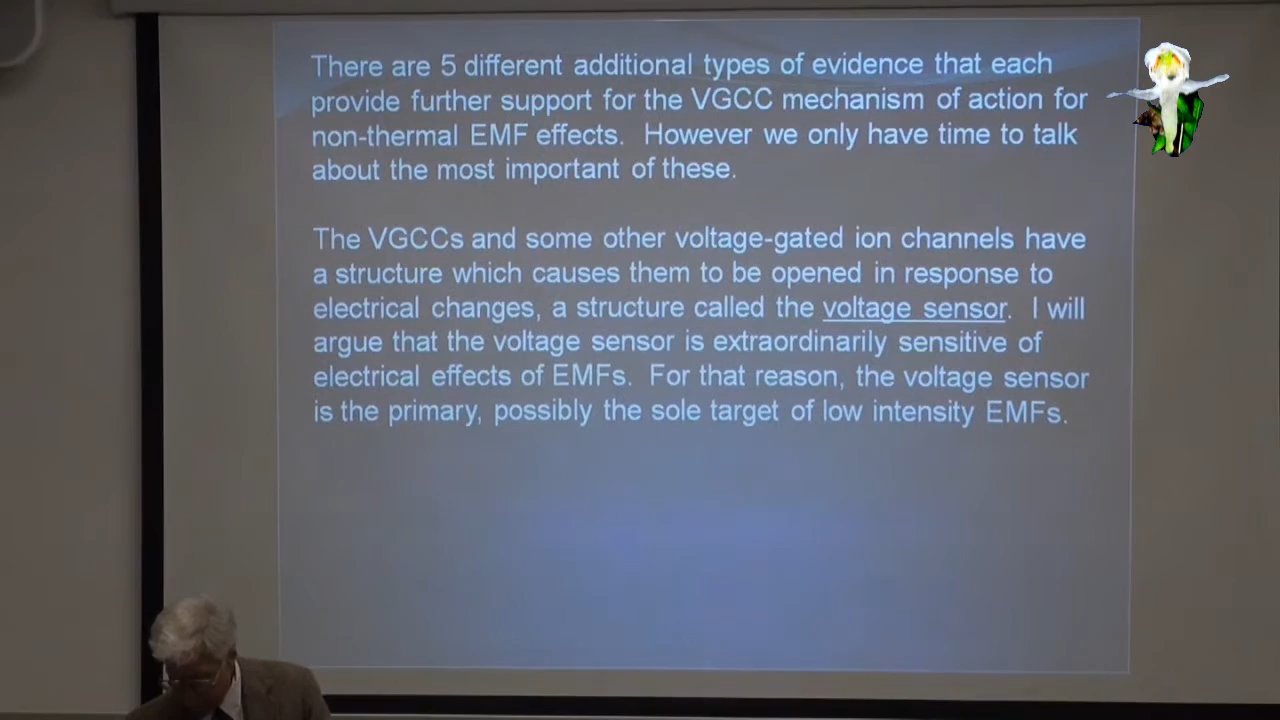 There are 5 different additional types of evidence that each
provide further support for the VGCC mechanism of action for
non-thermal EMF effects. However we only have time to talk
about the most important of these.
The VGCCs and some other voltage-gated ion channels have
a structure which causes them to be opened in response to
electrical changes, a structure called the voltage sensor. I will
argue that the voltage sensor is extraordinarily sensitive of
electrical effects of EMFs. For that reason, the voltage sensor
is the primary, possibly the sole target of low intensity EMFs.